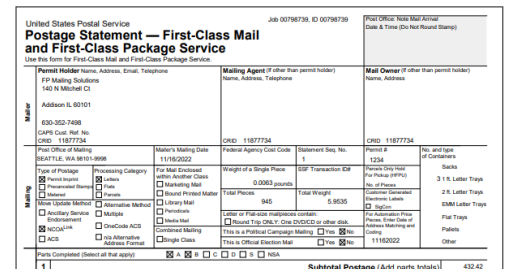 United States Postal Service
Job 00798739, ID 00798739
Post Office: Note Mail Arrival
Date & Time (Do Not Round Stamp)
Postage Statement — First-Class Mail
and First-Class Package Service
Use this form for First-Class Mail and First-Class Package Service.
Mailer
Permit Holder Name, Address, Email, Telephone
FP Mailing Solutions
140 N Mitchell Ct
Addison IL 60101
630-352-7498
CAPS Cust. Ref. No.
CRID 11877734
Mailing Agent (If other than permit holder)
Name, Address, Telephone
CRID 11877734
Mail Owner (If other than permit holder)
Name, Address
CRID 11877734
Mailing
Post Office of Mailing
SEATTLE, WA 98101-9998
Mailer's Mailing Date
11/16/2022
Federal Agency Cost Code
Statement Seq. No.
1
Permit #
1234
No. and type
of Containers
Type of Postage
Permit Imprint
Precanceled Stamps
Metered
Processing Category
Letters
Flats
Parcels
For Mail Enclosed
within Another Class
Marketing Mail
Bound Printed Matter
Library Mail
Periodicals
Media Mail
Weight of a Single Piece
0.0063 pounds
SSF Transaction ID#
Parcels Only Hold
For Pickup (HFPU)
No. of Pieces
Total Pieces
945
Total Weight
5.9535
Customer Generated
Electronic Labels
SigCon
Move Update Method
Ancillary Service
Endorsement
NCOALink
ACS
Alternative Method
Multiple
OneCode ACS
n/a Alternative
Address Format
Combined Mailing
Single Class
Letter or Flat-size mailpieces contain:
Round Trip ONLY: One DVD/CD or other disk.
This is a Political Campaign Mailing Yes No
This is Official Election Mail Yes No
For Automation Price
Pieces, Enter Date of
Address Matching and
Coding
11162022
Sacks
3 1 ft. Letter Trays
2 ft. Letter Trays
EMM Letter Trays
Flat Trays
Pallets
Other
Parts Completed (Select all that apply) A B C D S NSA
1 Subtotal Postage (Add parts totals) 432.42